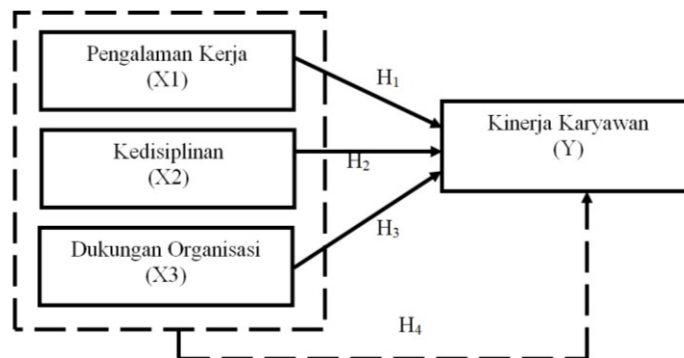 Pengalaman Kerja
(X1)
H₁
Kinerja Karyawan
(Y)
Kedisiplinan
(X2)
H₂
Dukungan Organisasi
(X3)
H₃
H₄